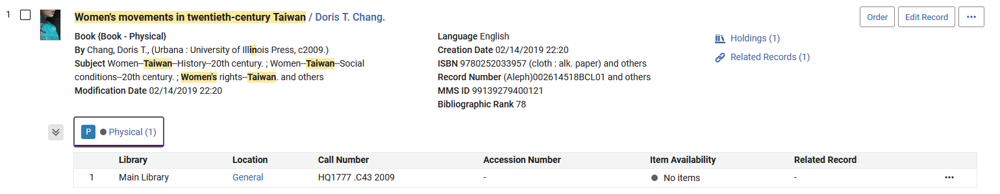 1 Women's movements in twentieth-century Taiwan / Doris T. Chang. Order Edit Record •••
Book {Book - Physical}
By Chang, Doris T., (Urbana : University of Illinois Press, c2009.)
Subject Women--Taiwan--History--20th century. ; Women--Taiwan--Social
conditions--20th century. ; Women's rights--Taiwan. and others
Modification Date 02/14/2019 22:20
Language English
Creation Date 02/14/2019 22:20
ISBN 9780252033957 (cloth : alk. paper) and others
Record Number (Aleph)002614518BCL01 and others
MMS ID 99139279400121
Bibliographic Rank 78
Holdings (1)
Related Records (1)
P Physical (1)
Library Location Call Number Accession Number Item Availability Related Record
1 Main Library General HQ1777 .C43 2009 - No items - •••